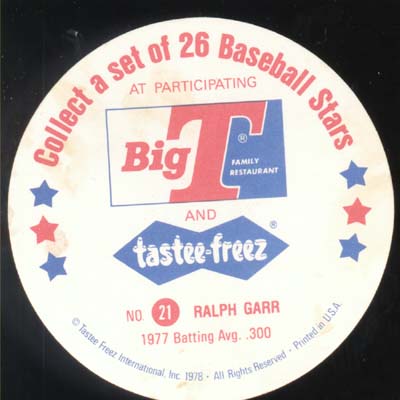 Collect a set of 26 Baseball Stars
AT PARTICIPATING
Big T ®
FAMILY
RESTAURANT
AND
tastee-freez ®
NO. 21 RALPH GARR
1977 Batting Avg. .300
© Tastee Freez International, Inc. 1978 · All Rights Reserved · Printed in U.S.A.